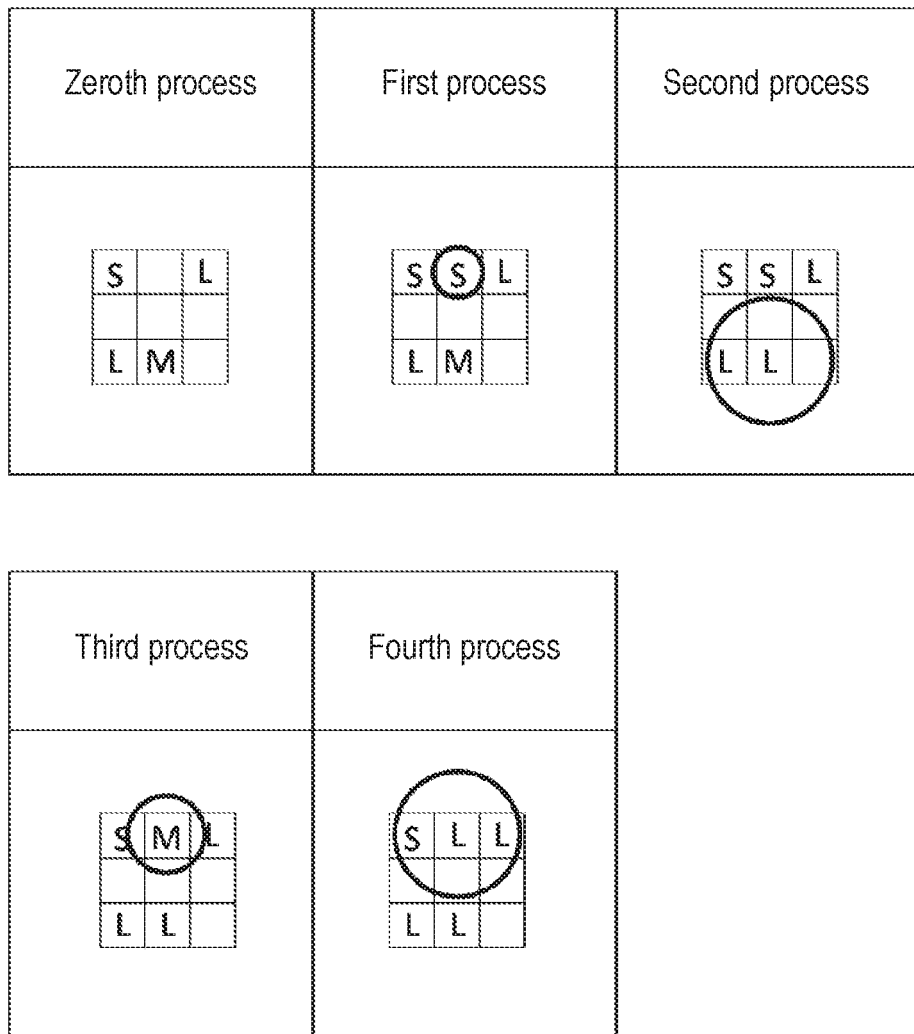 Zeroth process First process Second process
S L S S L S S L
L M L M L L
Third process Fourth process
S M L S L L
L L L L